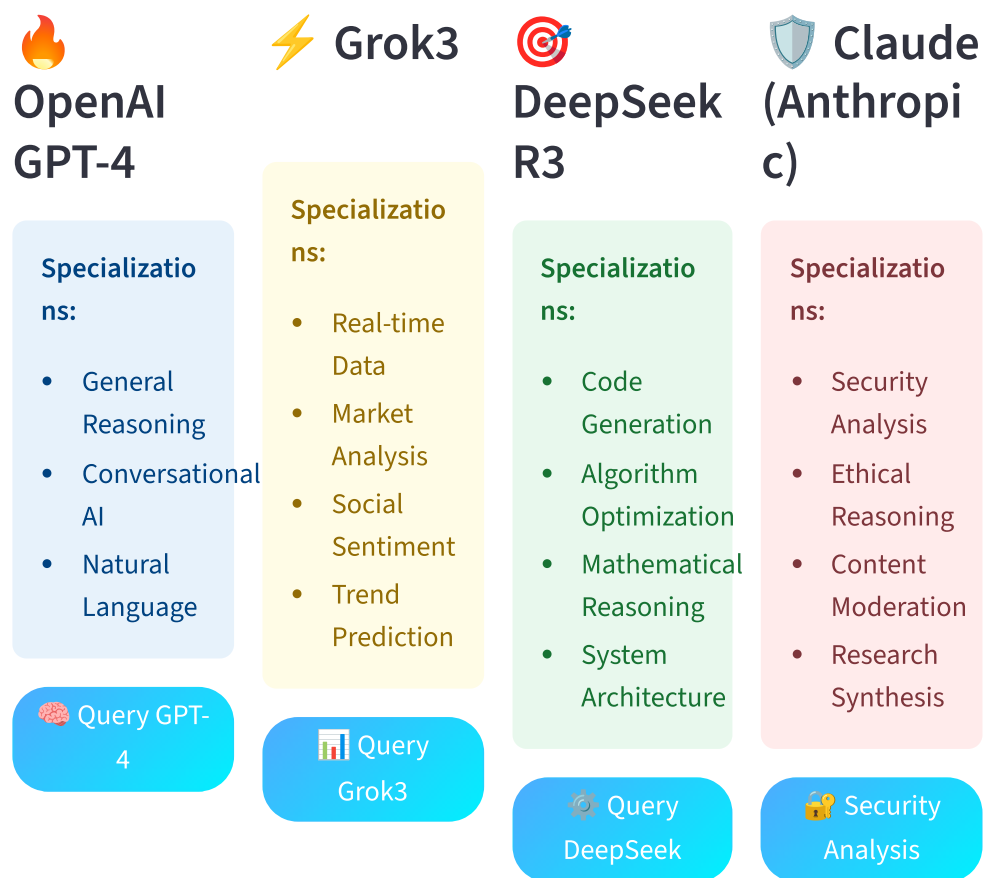 🔥
OpenAI
GPT-4
Specializatio
ns:
• General
Reasoning
• Conversational
AI
• Natural
Language
🧠 Query GPT-
4
⚡ Grok3
Specializatio
ns:
• Real-time
Data
• Market
Analysis
• Social
Sentiment
• Trend
Prediction
📊 Query
Grok3
🎯
DeepSeek
R3
Specializatio
ns:
• Code
Generation
• Algorithm
Optimization
• Mathematical
Reasoning
• System
Architecture
⚙️ Query
DeepSeek
🛡️ Claude
(Anthropi
c)
Specializatio
ns:
• Security
Analysis
• Ethical
Reasoning
• Content
Moderation
• Research
Synthesis
🔐 Security
Analysis